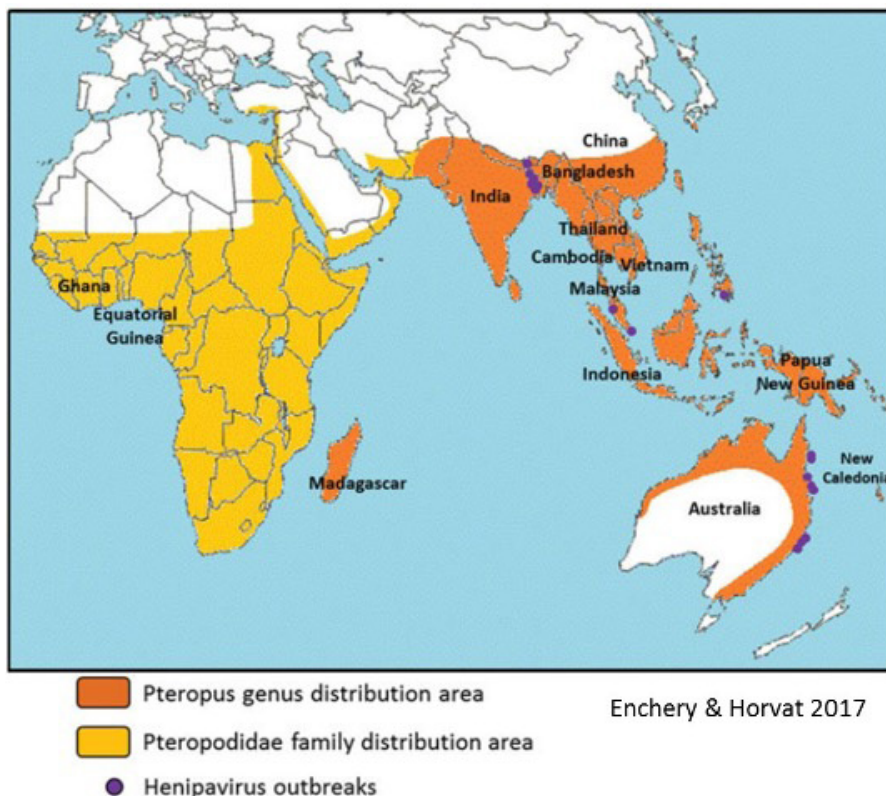 China
Bangladesh
India
Thailand
Cambodia
Vietnam
Ghana
Malaysia
Equatorial
Guinea
Indonesia
Papua
New Guinea
Madagascar
New
Caledonia
Australia
Pteropus genus distribution area
Enchery & Horvat 2017
Pteropodidae family distribution area
Henipavirus outbreaks